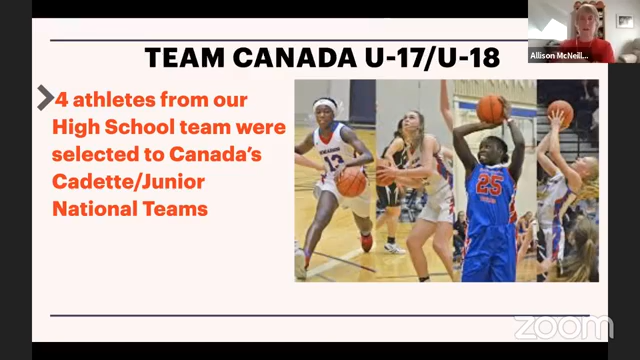 TEAM CANADA U-17/U-18
4 athletes from our
High School team were
selected to Canada's
Cadette/Junior
National Teams
13
25
Allison McNeill...
zoom